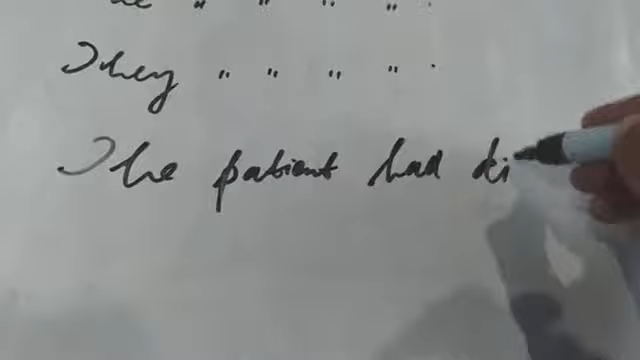 " " " " .
They " " " " .
The patient had di